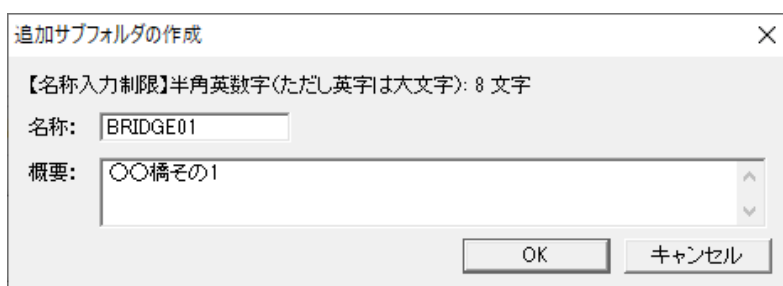 追加サブフォルダの作成
【名称入力制限】半角英数字(ただし英字は大文字): 8 文字
名称: BRIDGE01
概要: 〇〇橋その1
OK キャンセル